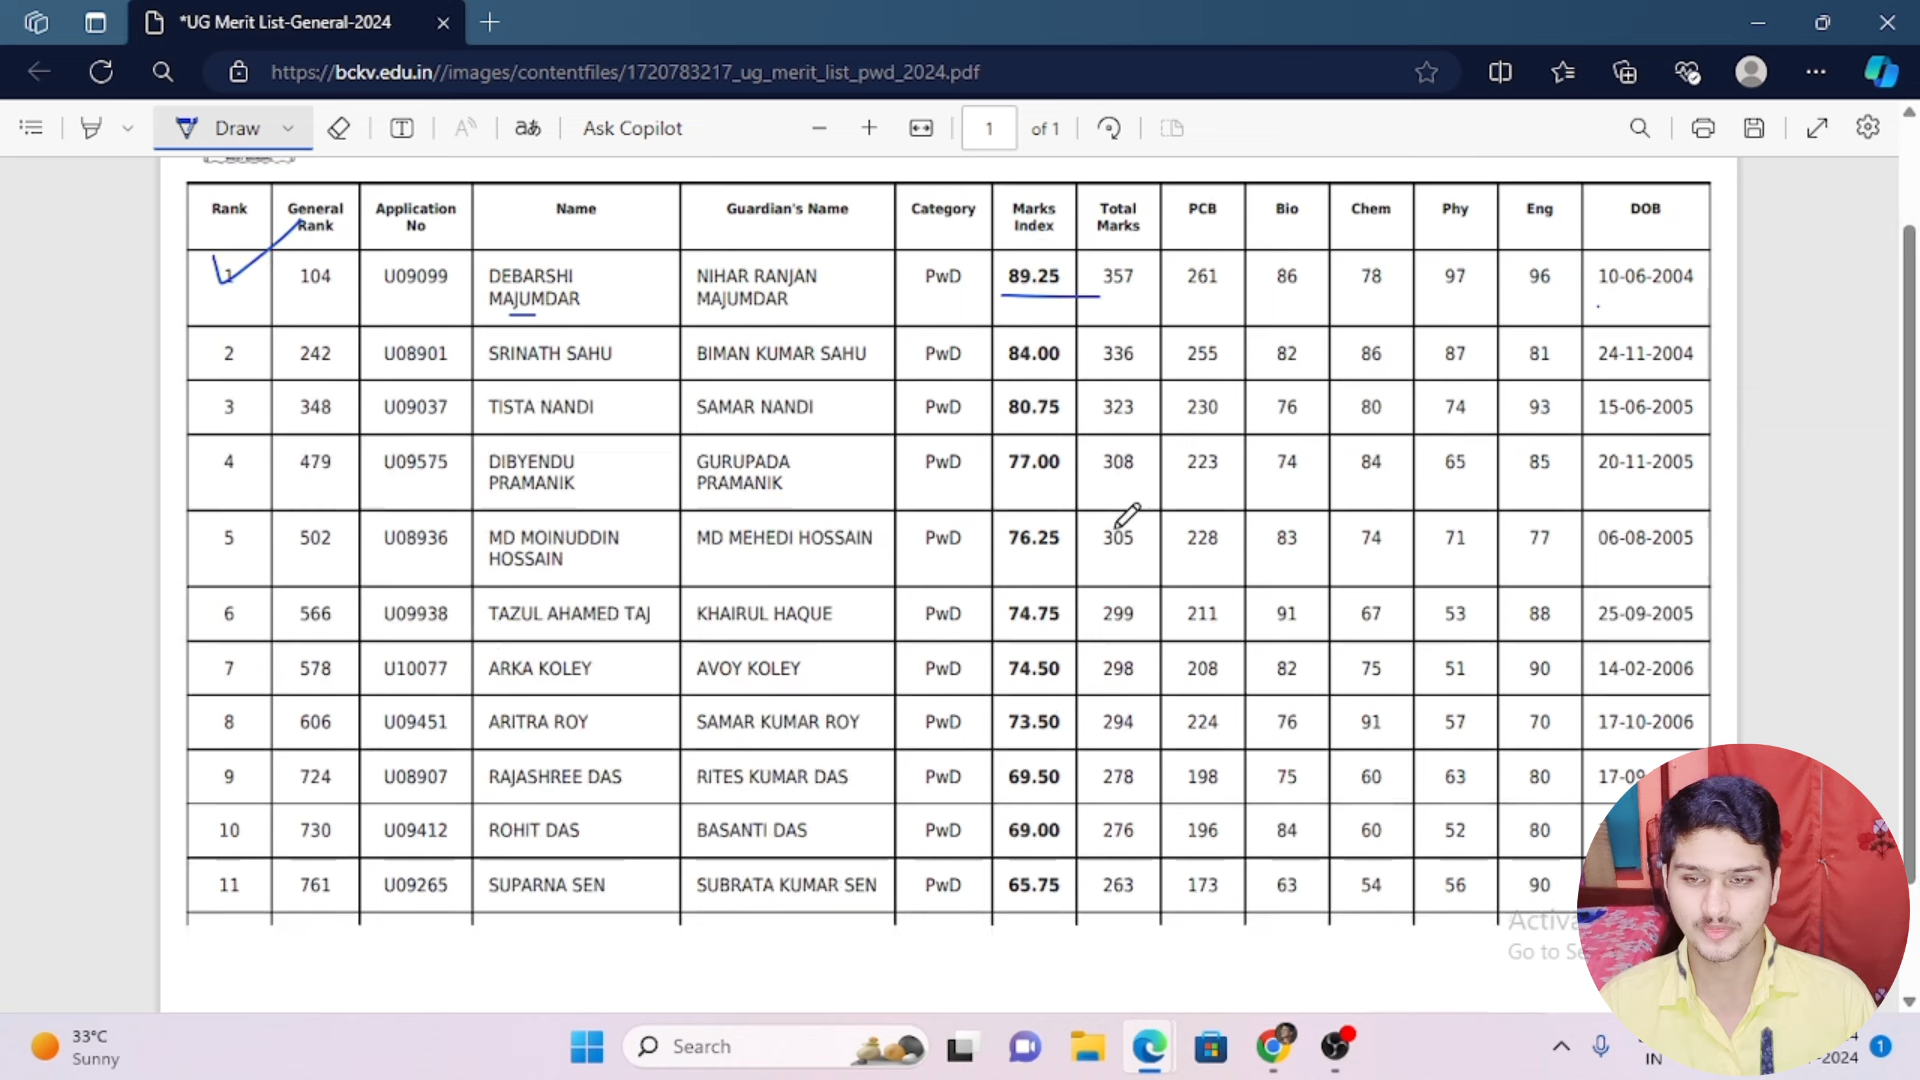 *UG Merit List-General-2024
https://bckv.edu.in//images/contentfiles/1720783217_ug_merit_list_pwd_2024.pdf
Draw aあ Ask Copilot 1 of 1
Rank General Rank Application No Name Guardian's Name Category Marks Index Total Marks PCB Bio Chem Phy Eng DOB
1 104 U09099 DEBARSHI MAJUMDAR NIHAR RANJAN MAJUMDAR PwD 89.25 357 261 86 78 97 96 10-06-2004
2 242 U08901 SRINATH SAHU BIMAN KUMAR SAHU PwD 84.00 336 255 82 86 87 81 24-11-2004
3 348 U09037 TISTA NANDI SAMAR NANDI PwD 80.75 323 230 76 80 74 93 15-06-2005
4 479 U09575 DIBYENDU PRAMANIK GURUPADA PRAMANIK PwD 77.00 308 223 74 84 65 85 20-11-2005
5 502 U08936 MD MOINUDDIN HOSSAIN MD MEHEDI HOSSAIN PwD 76.25 305 228 83 74 71 77 06-08-2005
6 566 U09938 TAZUL AHAMED TAJ KHAIRUL HAQUE PwD 74.75 299 211 91 67 53 88 25-09-2005
7 578 U10077 ARKA KOLEY AVOY KOLEY PwD 74.50 298 208 82 75 51 90 14-02-2006
8 606 U09451 ARITRA ROY SAMAR KUMAR ROY PwD 73.50 294 224 76 91 57 70 17-10-2006
9 724 U08907 RAJASHREE DAS RITES KUMAR DAS PwD 69.50 278 198 75 60 63 80 17-09
10 730 U09412 ROHIT DAS BASANTI DAS PwD 69.00 276 196 84 60 52 80
11 761 U09265 SUPARNA SEN SUBRATA KUMAR SEN PwD 65.75 263 173 63 54 56 90
Activa
Go to Se
33°C
Sunny
Search
IN
-2024
1